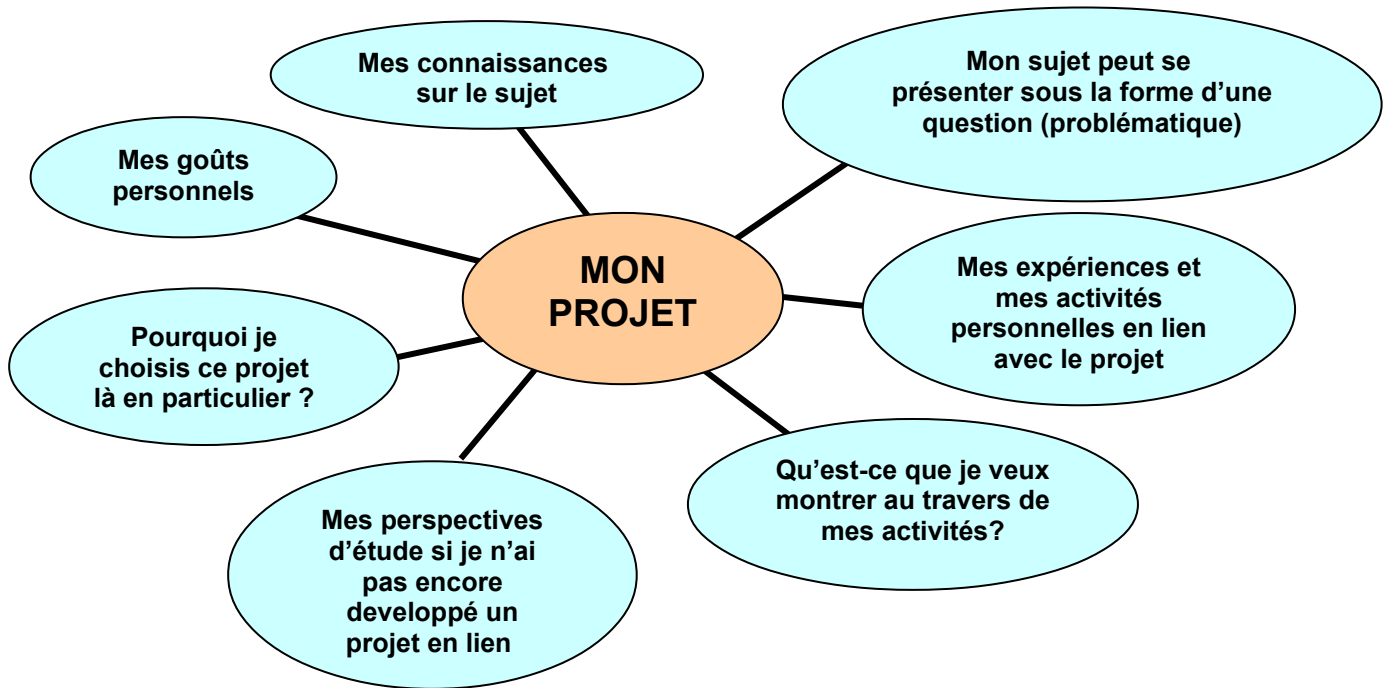 Mes connaissances
sur le sujet
Mon sujet peut se
présenter sous la forme d’une
question (problématique)
Mes goûts
personnels
MON
PROJET
Mes expériences et
mes activités
personnelles en lien
avec le projet
Pourquoi je
choisis ce projet
là en particulier ?
Qu’est-ce que je veux
montrer au travers de
mes activités?
Mes perspectives
d’étude si je n’ai
pas encore
developpé un
projet en lien